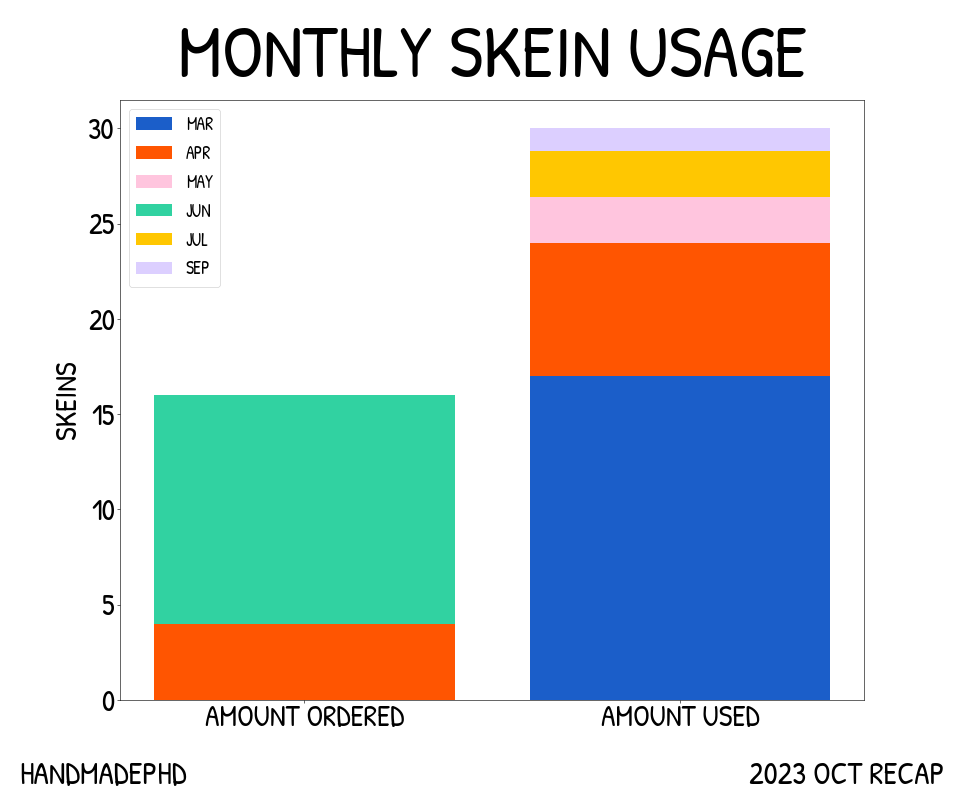 MONTHLY SKEIN USAGE
MAR
APR
MAY
JUN
JUL
SEP
30
25
20
15
10
5
0
SKEINS
AMOUNT ORDERED
AMOUNT USED
HANDMADEPHD
2023 OCT RECAP